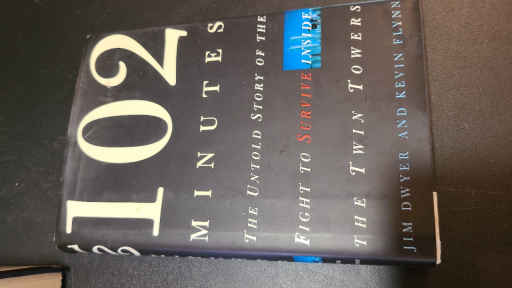 102
MINUTES
THE UNTOLD STORY OF THE
FIGHT TO SURVIVE INSIDE
THE TWIN TOWERS
JIM DWYER AND KEVIN FLYNN